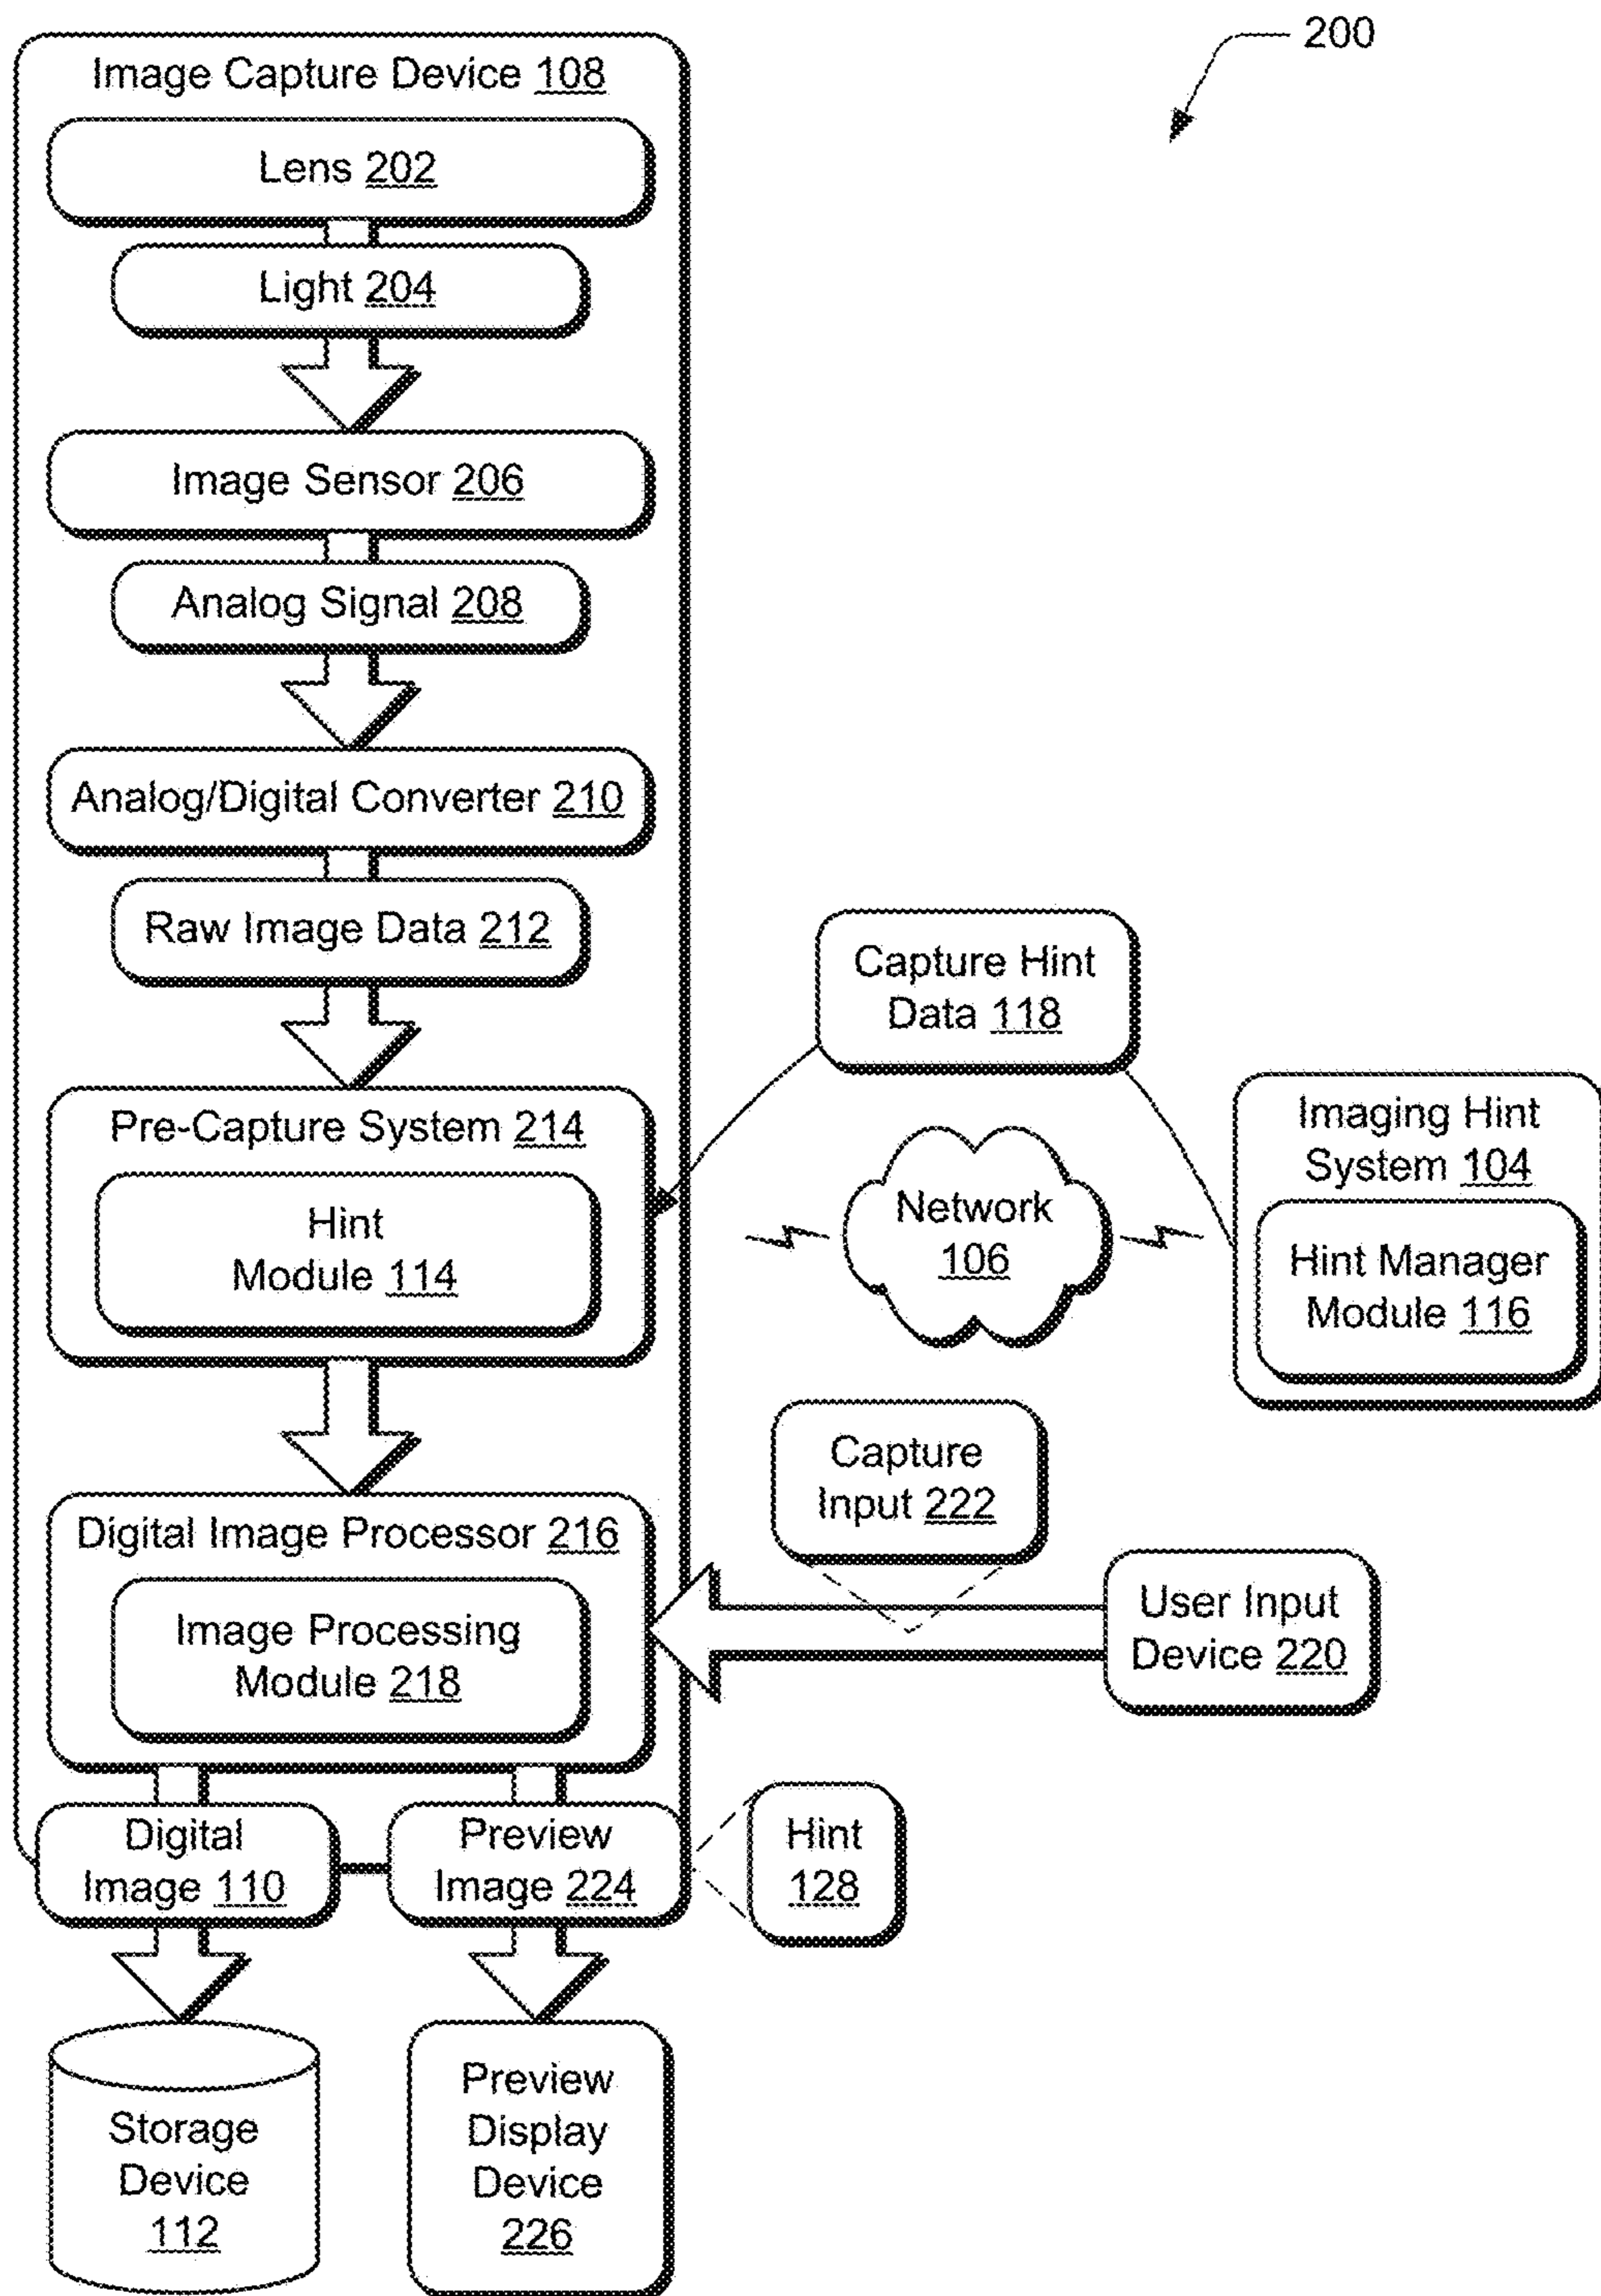 200
Image Capture Device 108
Lens 202
Light 204
Image Sensor 206
Analog Signal 208
Analog/Digital Converter 210
Raw Image Data 212
Capture Hint
Data 118
Pre-Capture System 214
Hint
Module 114
Network
106
Imaging Hint
System 104
Hint Manager
Module 116
Capture
Input 222
Digital Image Processor 216
Image Processing
Module 218
User Input
Device 220
Digital
Image 110
Preview
Image 224
Hint
128
Storage
Device
112
Preview
Display
Device
226